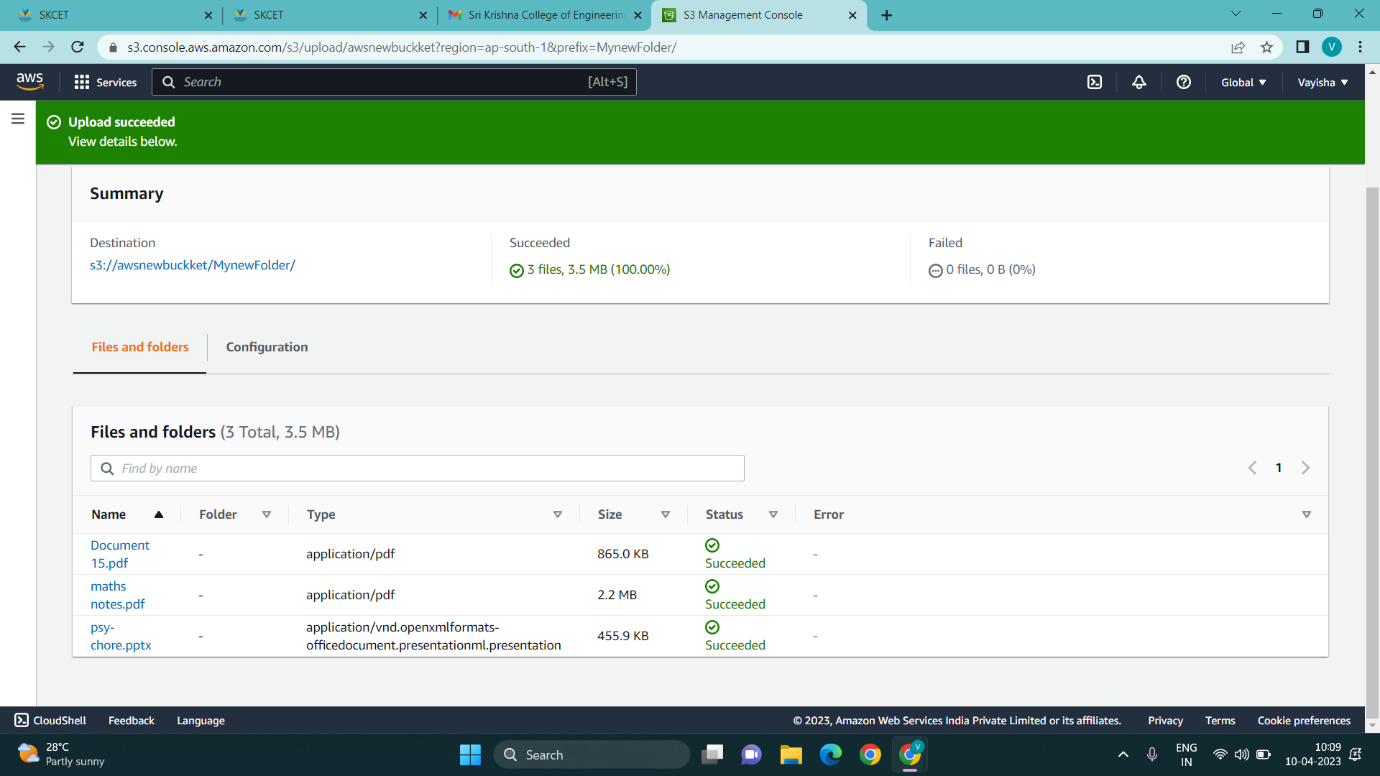 SKCET
SKCET
Sri Krishna College of Engineering
S3 Management Console
s3.console.aws.amazon.com/s3/upload/awsnewbuckket?region=ap-south-1&prefix=MynewFolder/
V
aws
Services
Search
[Alt+S]
Global
Vayisha
Upload succeeded
View details below.
Summary
Destination
s3://awsnewbuckket/MynewFolder/
Succeeded
3 files, 3.5 MB (100.00%)
Failed
0 files, 0 B (0%)
Files and folders
Configuration
Files and folders (3 Total, 3.5 MB)
Find by name
1
Name
Folder
Type
Size
Status
Error
Document
15.pdf
-
application/pdf
865.0 KB
Succeeded
-
maths
notes.pdf
-
application/pdf
2.2 MB
Succeeded
-
psy-
chore.pptx
-
application/vnd.openxmlformats-
officedocument.presentationml.presentation
455.9 KB
Succeeded
-
CloudShell
Feedback
Language
© 2023, Amazon Web Services India Private Limited or its affiliates.
Privacy
Terms
Cookie preferences
28°C
Partly sunny
Search
V
ENG
IN
10:09
10-04-2023